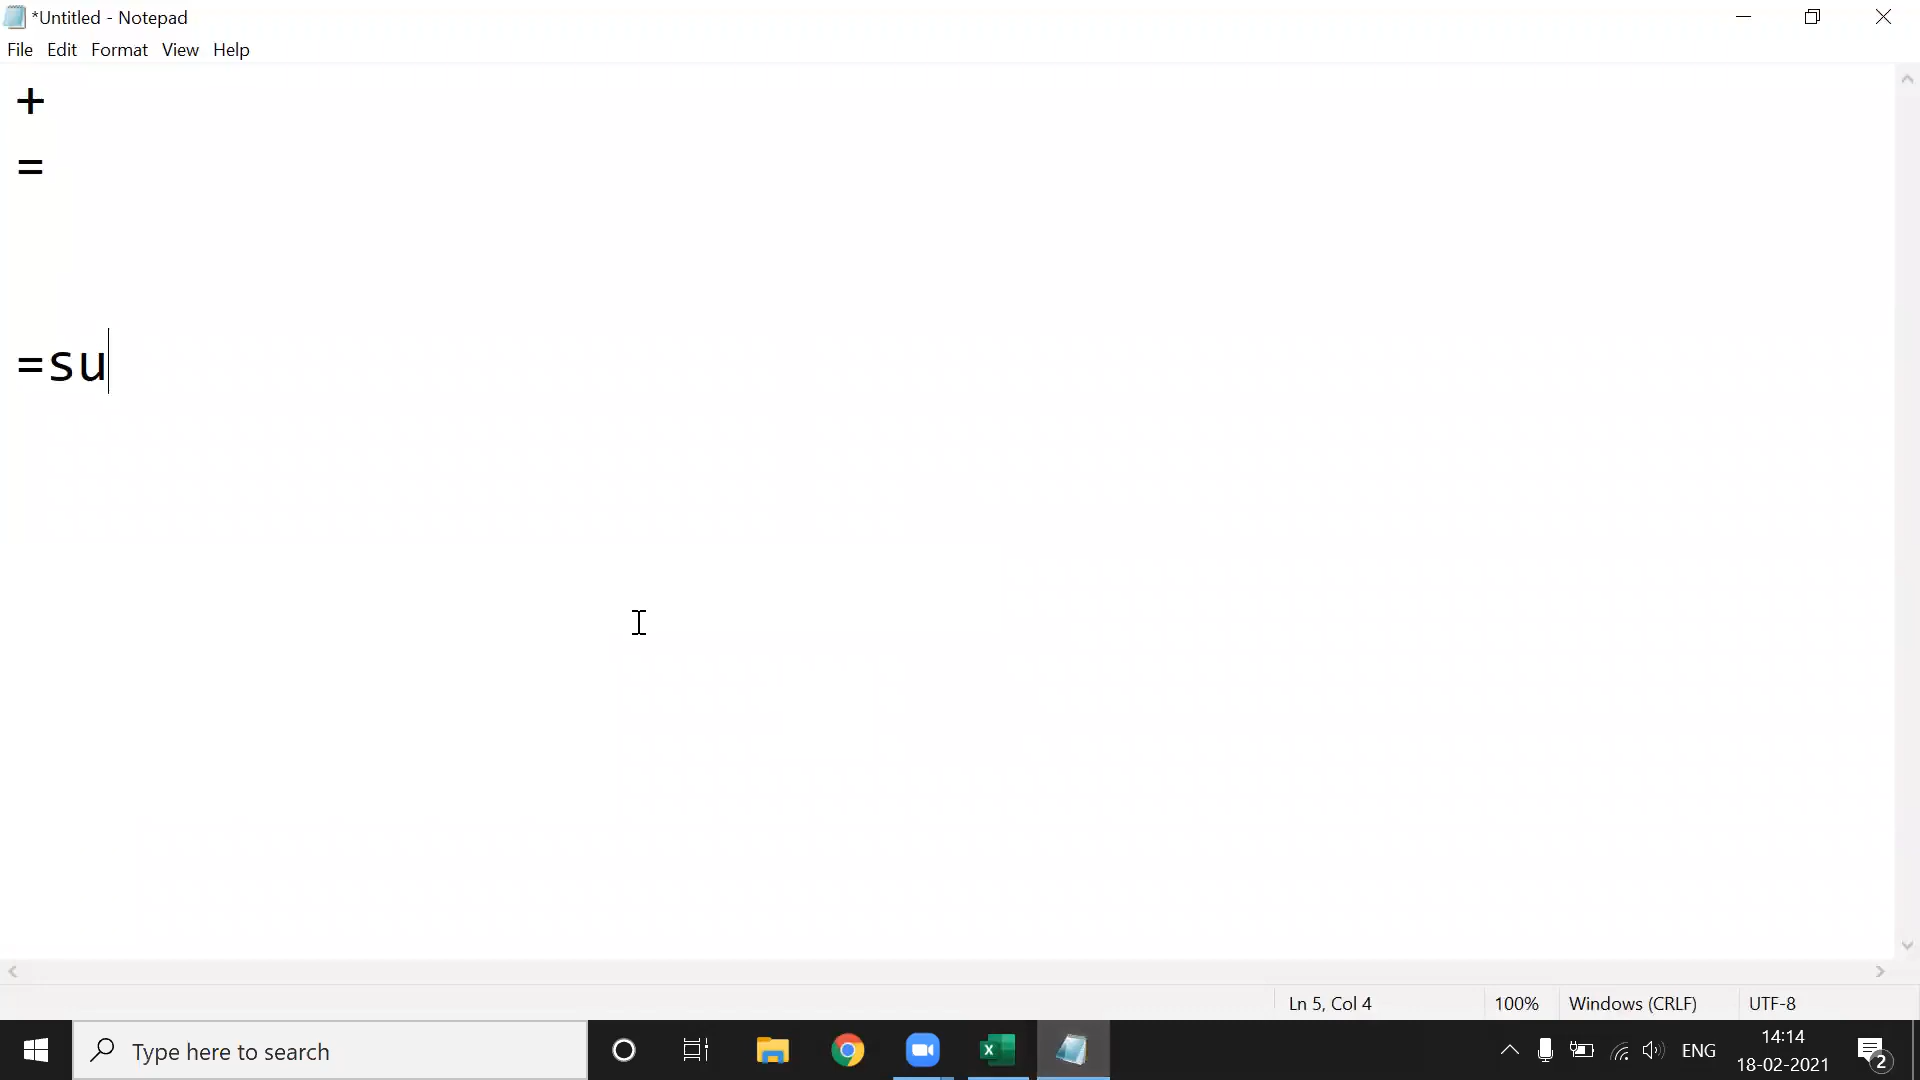 *Untitled - Notepad
File Edit Format View Help
+
=
=su
Ln 5, Col 4 100% Windows (CRLF) UTF-8
Type here to search
ENG
14:14
18-02-2021
2